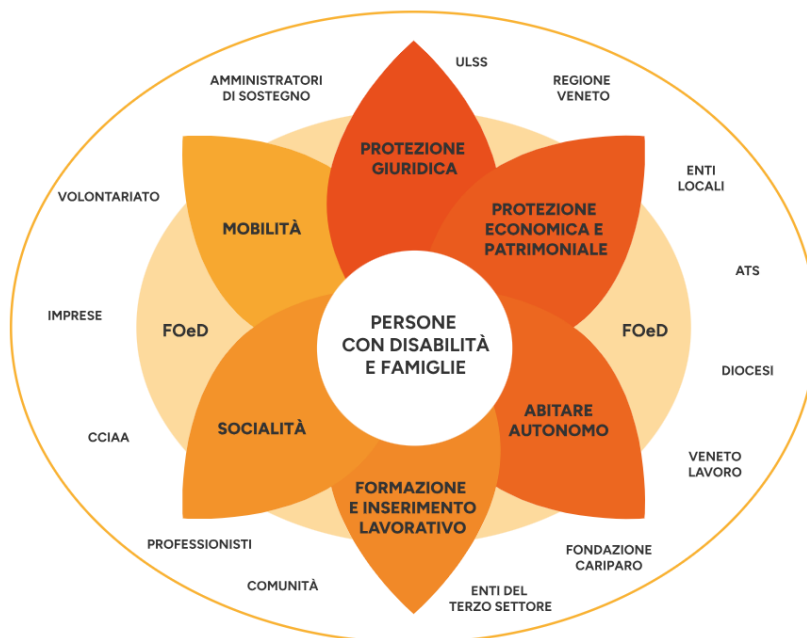 ULSS
AMMINISTRATORI
DI SOSTEGNO
REGIONE
VENETO
PROTEZIONE
GIURIDICA
ENTI
LOCALI
VOLONTARIATO
MOBILITÀ
PROTEZIONE
ECONOMICA E
PATRIMONIALE
ATS
IMPRESE
FOeD
PERSONE
CON DISABILITÀ
E FAMIGLIE
FOeD
DIOCESI
CCIAA
SOCIALITÀ
ABITARE
AUTONOMO
VENETO
LAVORO
FORMAZIONE
E INSERIMENTO
LAVORATIVO
PROFESSIONISTI
FONDAZIONE
CARIPARO
COMUNITÀ
ENTI DEL
TERZO SETTORE